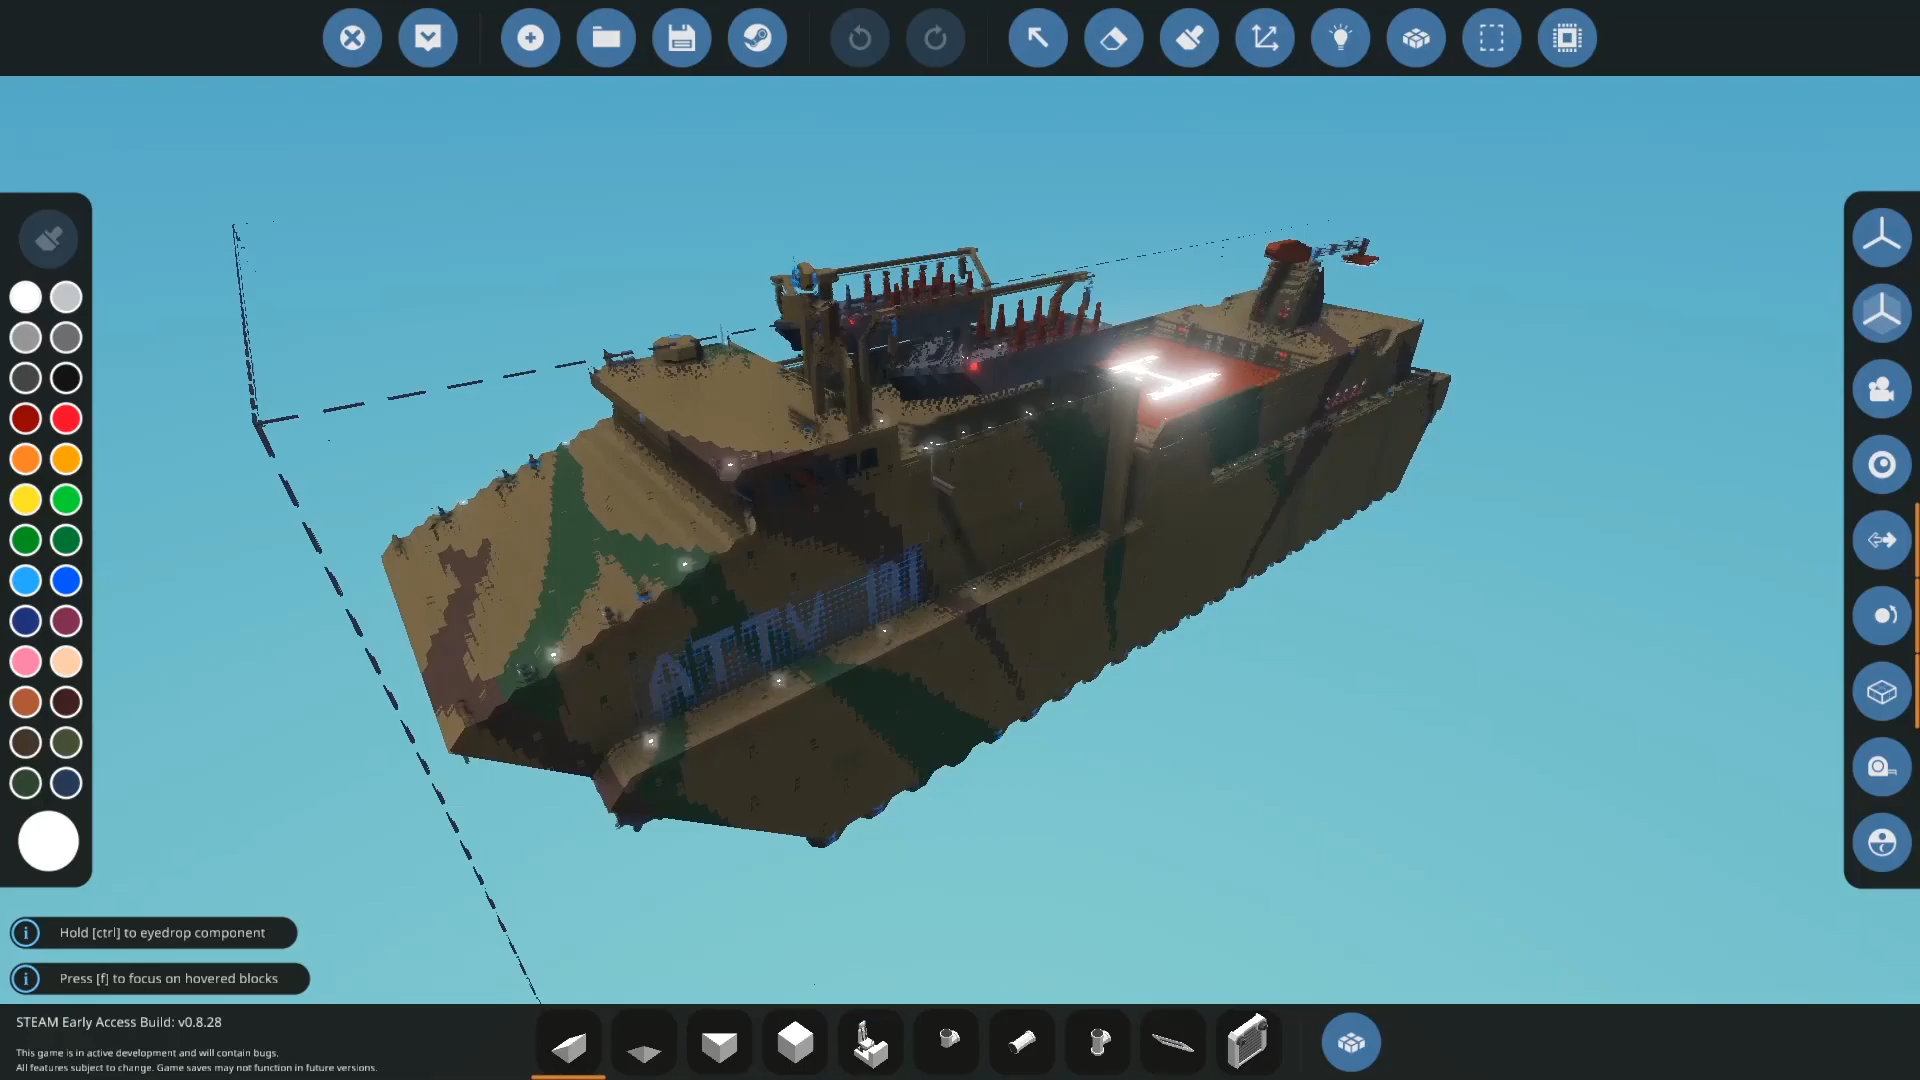 H
ATTV III
Hold [ctrl] to eyedrop component
Press [f] to focus on hovered blocks
STEAM Early Access Build: v0.8.28
This game is in active development and will contain bugs.
All features subject to change. Game saves may not function in future versions.